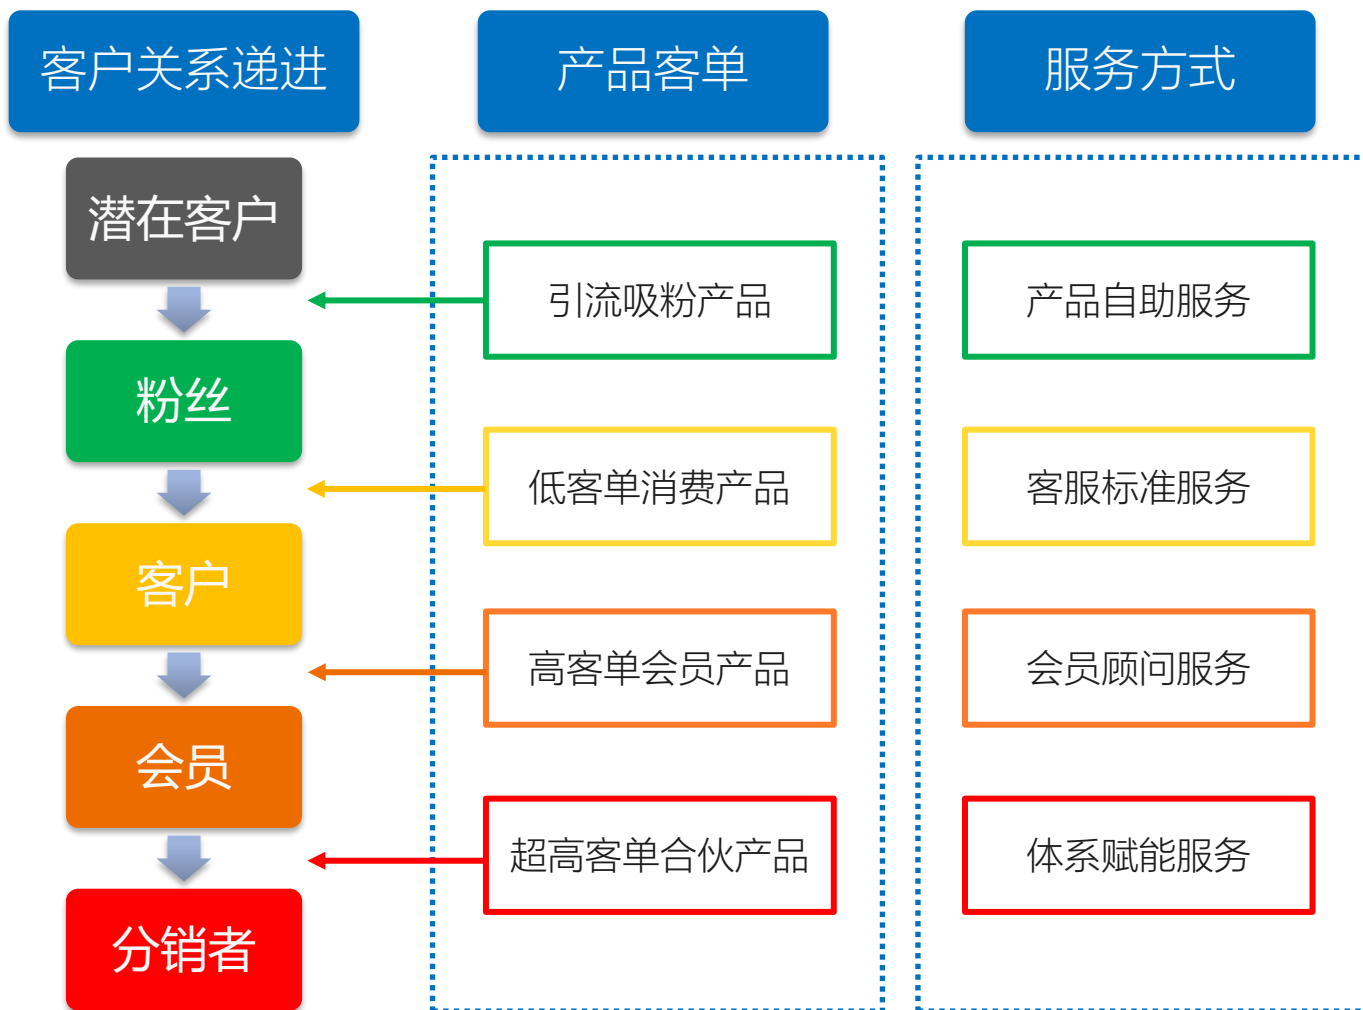 客户关系递进
产品客单
服务方式
潜在客户
引流吸粉产品
产品自助服务
粉丝
低客单消费产品
客服标准服务
客户
高客单会员产品
会员顾问服务
会员
超高客单合伙产品
体系赋能服务
分销者